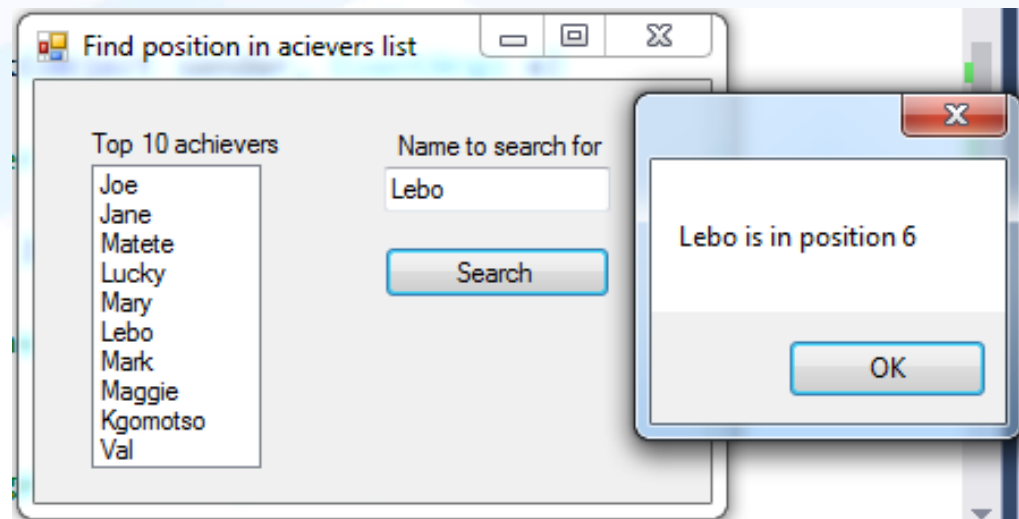 Find position in acievers list
Top 10 achievers
Joe
Jane
Matete
Lucky
Mary
Lebo
Mark
Maggie
Kgomotso
Val
Name to search for
Lebo
Search
Lebo is in position 6
OK